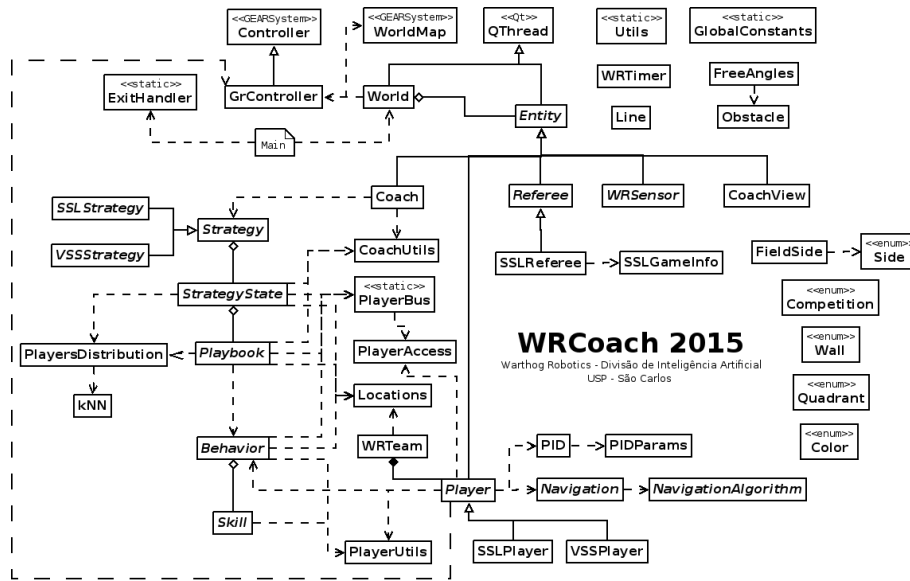 <<GEARSystem>>
Controller
<<GEARSystem>>
WorldMap
<<Qt>>
QThread
<<static>>
Utils
<<static>>
GlobalConstants
<<static>>
ExitHandler
GrController
World
Entity
WRTimer
FreeAngles
Line
Obstacle
Main
SSLStrategy
VSSStrategy
Strategy
Coach
CoachUtils
Referee
WRSensor
CoachView
SSLReferee
SSLGameInfo
FieldSide
<<enum>>
Side
StrategyState
<<static>>
PlayerBus
<<enum>>
Competition
PlayersDistribution
Playbook
PlayerAccess
WRCoach 2015
Warthog Robotics - Divisão de Inteligência Artificial
USP - São Carlos
<<enum>>
Wall
kNN
Locations
<<enum>>
Quadrant
Behavior
WRTeam
PID
PIDParams
<<enum>>
Color
Player
Navigation
NavigationAlgorithm
Skill
PlayerUtils
SSLPlayer
VSSPlayer